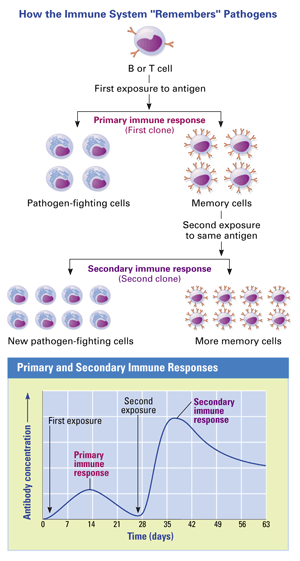 How the Immune System "Remembers" Pathogens
B or T cell
First exposure to antigen
Primary immune response
(First clone)
Pathogen-fighting cells
Memory cells
Second exposure
to same antigen
Secondary immune response
(Second clone)
New pathogen-fighting cells
More memory cells
Primary and Secondary Immune Responses
Antibody concentration
First exposure
Second
exposure
Secondary
immune
response
Primary
immune
response
0 7 14 21 28 35 42 49 56 63
Time (days)